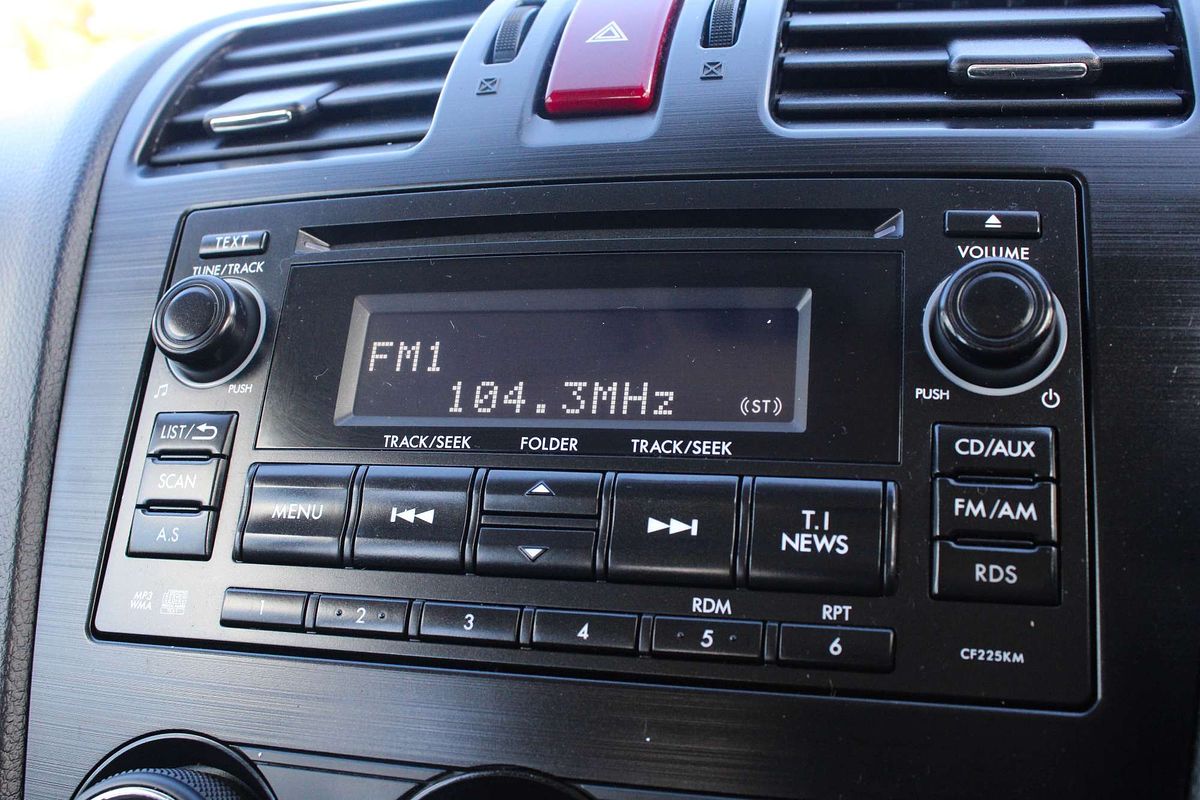 TEXT
TUNE/TRACK
PUSH
VOLUME
PUSH
FM1
104.3MHz
(ST)
TRACK/SEEK
FOLDER
TRACK/SEEK
LIST/
SCAN
A.S
MENU
T.I
NEWS
CD/AUX
FM/AM
RDS
MP3
WMA
1
2
3
4
RDM
5
RPT
6
CF225KM